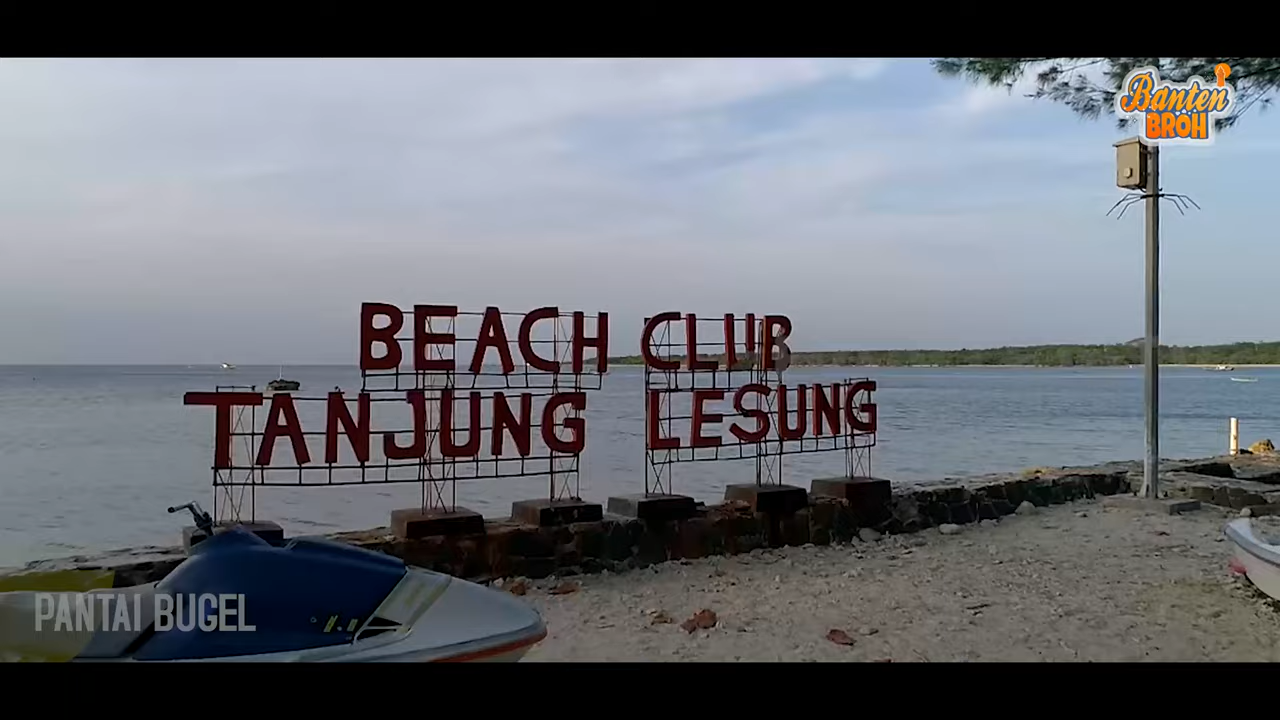 Banten
BROH
BEACH CLUB
TANJUNG LESUNG
PANTAI BUGEL